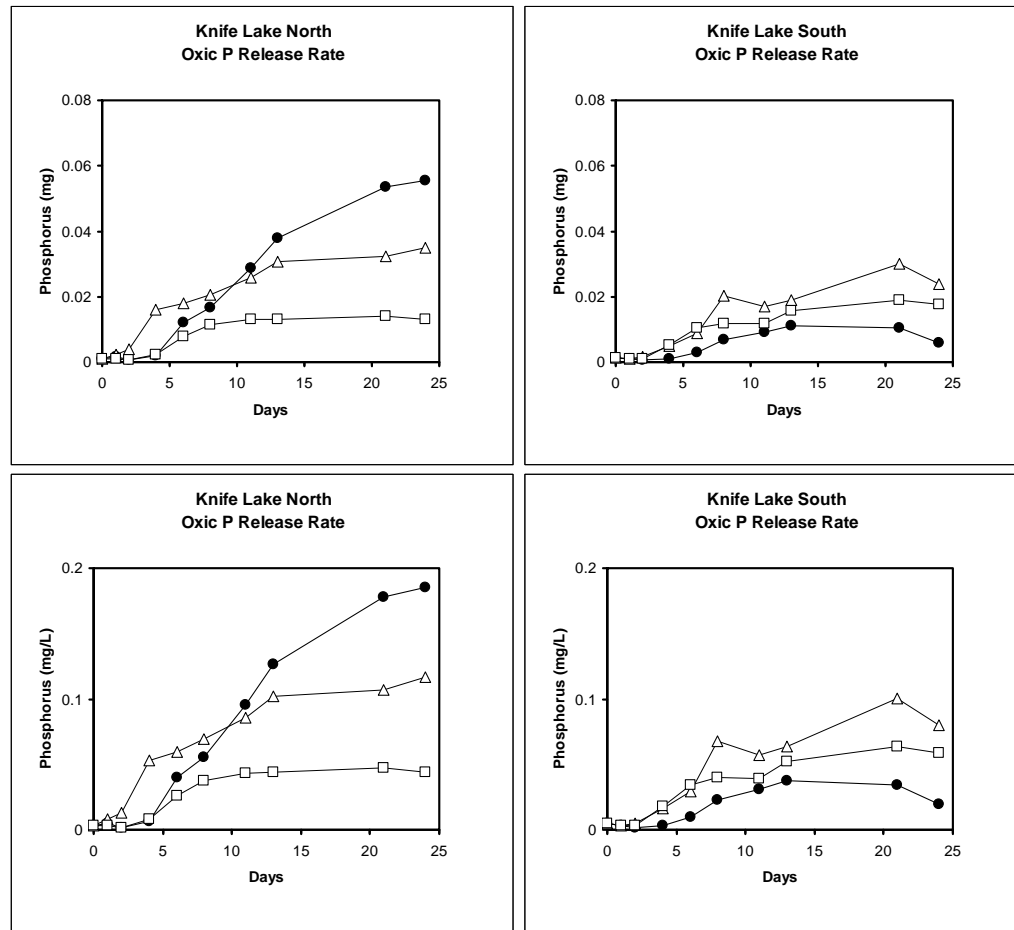 Knife Lake North
Oxic P Release Rate
0.08
0.06
0.04
0.02
0
Phosphorus (mg)
0 5 10 15 20 25
Days
Knife Lake South
Oxic P Release Rate
0.08
0.06
0.04
0.02
0
Phosphorus (mg)
0 5 10 15 20 25
Days
Knife Lake North
Oxic P Release Rate
0.2
0.1
0
Phosphorus (mg/L)
0 5 10 15 20 25
Days
Knife Lake South
Oxic P Release Rate
0.2
0.1
0
Phosphorus (mg/L)
0 5 10 15 20 25
Days